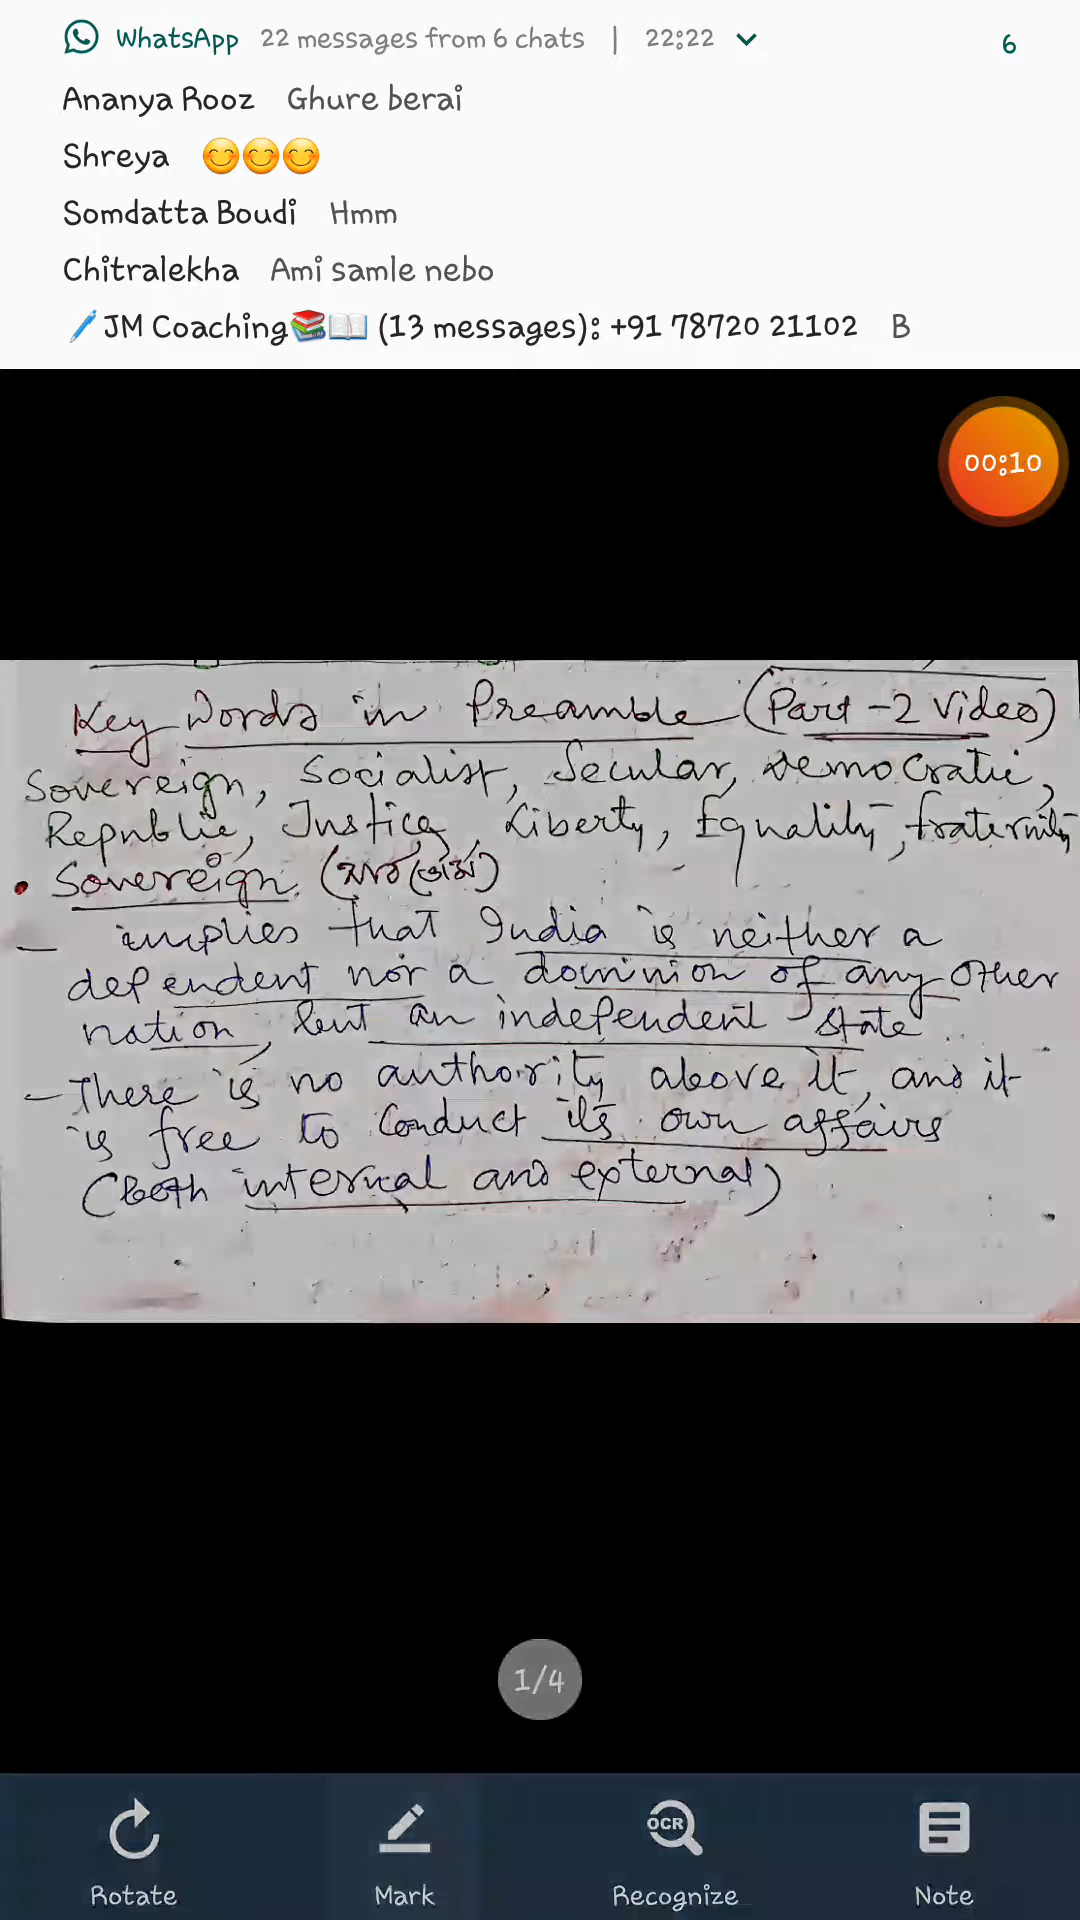 WhatsApp 22 messages from 6 chats | 22:22 6
Ananya Rooz Ghure berai
Shreya 😊😊😊
Somdatta Boudi Hmm
Chitralekha Ami samle nebo
🖊️JM Coaching📚📖 (13 messages): +91 78720 21102 B
00:10
Key Words in Preamble (Part-2 Video)
Sovereign, Socialist, Secular, Democratic,
Republic, Justice, Liberty, Equality, fraternity
• Sovereign
– implies that India is neither a
dependent nor a dominion of any other
nation, but an independent state
– There is no authority above it, and it
is free to conduct its own affairs
(both internal and external)
1/4
OCR
Rotate Mark Recognize Note